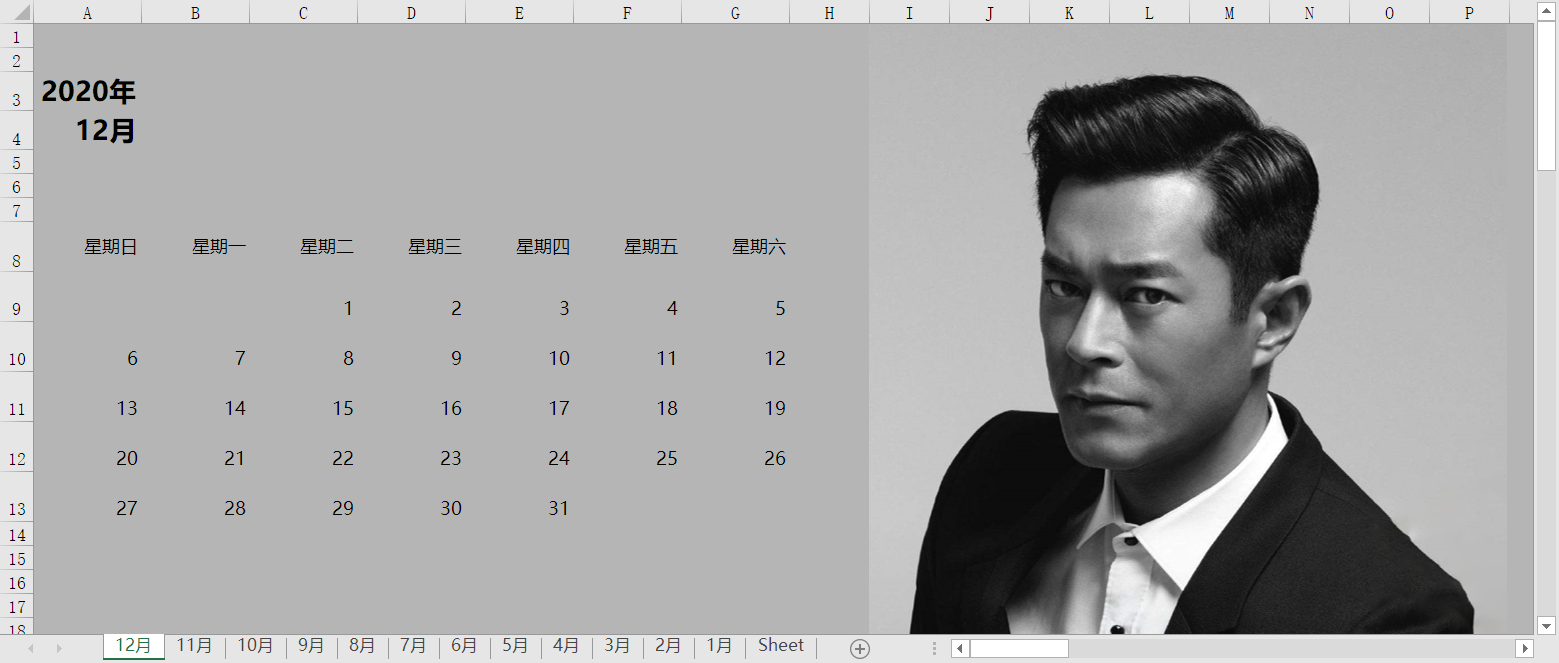 A B C D E F G H I J K L M N O P
1
2
3 2020年
4 12月
5
6
7
8 星期日 星期一 星期二 星期三 星期四 星期五 星期六
9 1 2 3 4 5
10 6 7 8 9 10 11 12
11 13 14 15 16 17 18 19
12 20 21 22 23 24 25 26
13 27 28 29 30 31
14
15
16
17
18
12月 11月 10月 9月 8月 7月 6月 5月 4月 3月 2月 1月 Sheet